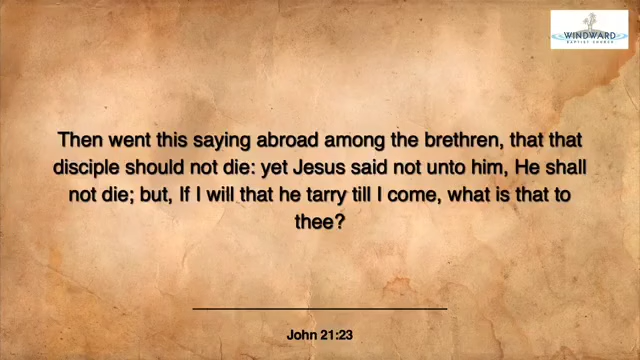 WINDWARD
BAPTIST CHURCH
Then went this saying abroad among the brethren, that that
disciple should not die: yet Jesus said not unto him, He shall
not die; but, If I will that he tarry till I come, what is that to
thee?
John 21:23